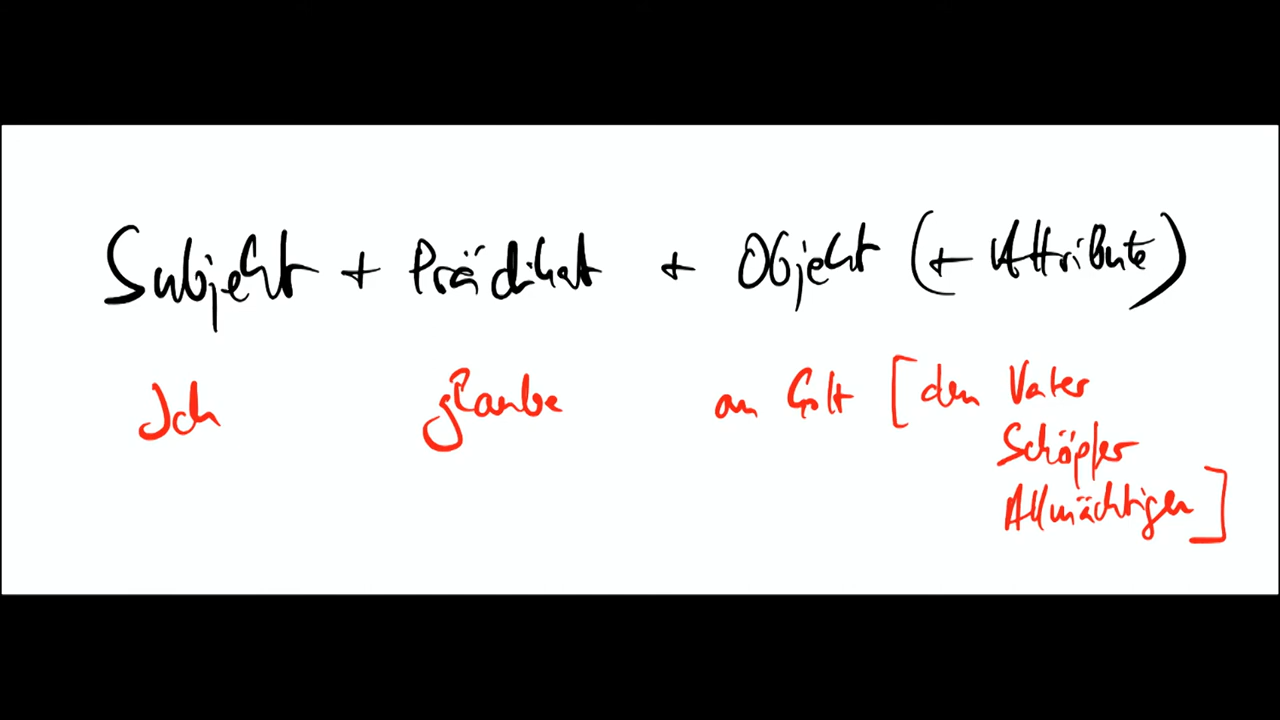 Subjekt + Prädikat + Objekt (+ Attribute)
Ich glaube an Gott [den Vater
Schöpfer
Allmächtigen]